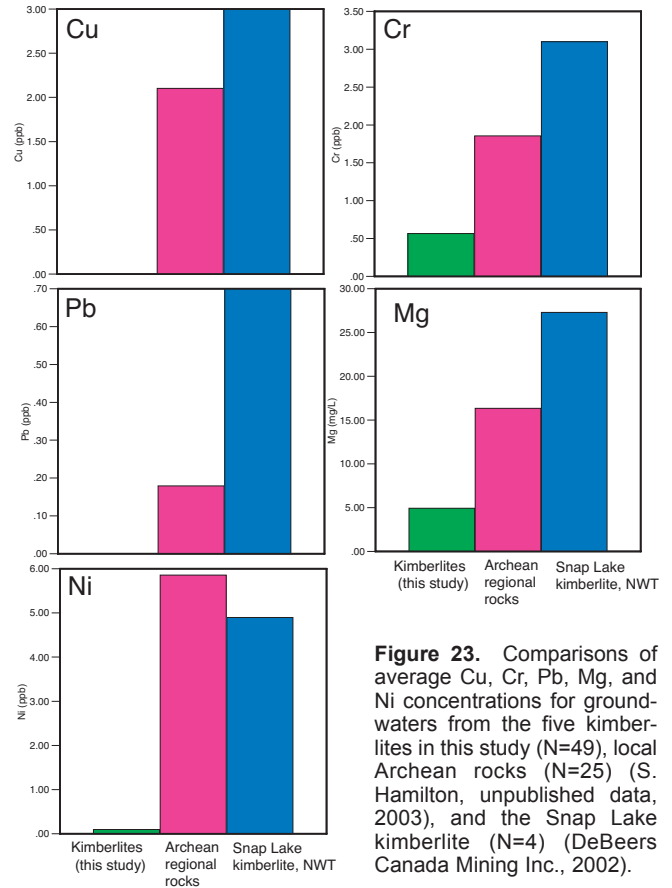 Cu
3.00
2.50
2.00
1.50
1.00
.50
.00
Cu (ppb)
Cr
3.50
3.00
2.50
2.00
1.50
1.00
.50
.00
Cr (ppb)
Pb
.70
.60
.50
.40
.30
.20
.10
.00
Pb (ppb)
Mg
30.00
25.00
20.00
15.00
10.00
5.00
.00
Mg (mg/L)
Kimberlites
(this study)
Archean
regional
rocks
Snap Lake
kimberlite, NWT
Ni
6.00
5.00
4.00
3.00
2.00
1.00
.00
Ni (ppb)
Kimberlites
(this study)
Archean
regional
rocks
Snap Lake
kimberlite, NWT
Figure 23. Comparisons of
average Cu, Cr, Pb, Mg, and
Ni concentrations for ground-
waters from the five kimber-
lites in this study (N=49), local
Archean rocks (N=25) (S.
Hamilton, unpublished data,
2003), and the Snap Lake
kimberlite (N=4) (DeBeers
Canada Mining Inc., 2002).